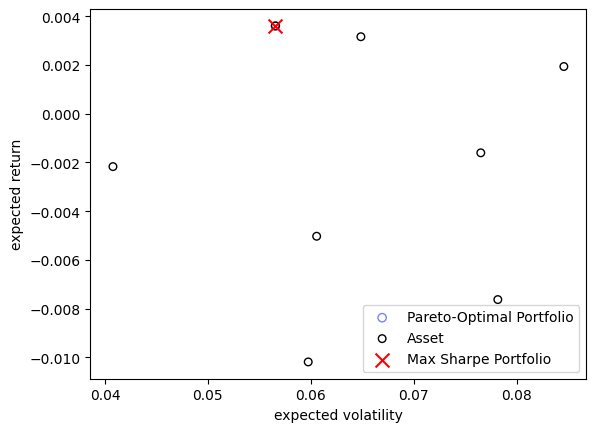 0.004
0.002
0.000
−0.002
−0.004
−0.006
−0.008
−0.010
expected return
0.04 0.05 0.06 0.07 0.08
expected volatility
Pareto-Optimal Portfolio
Asset
Max Sharpe Portfolio